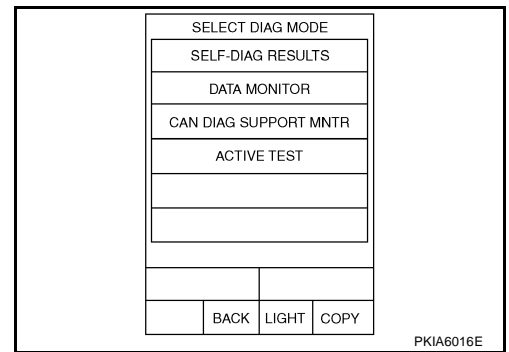 SELECT DIAG MODE
SELF-DIAG RESULTS
DATA MONITOR
CAN DIAG SUPPORT MNTR
ACTIVE TEST
BACK LIGHT COPY
PKIA6016E